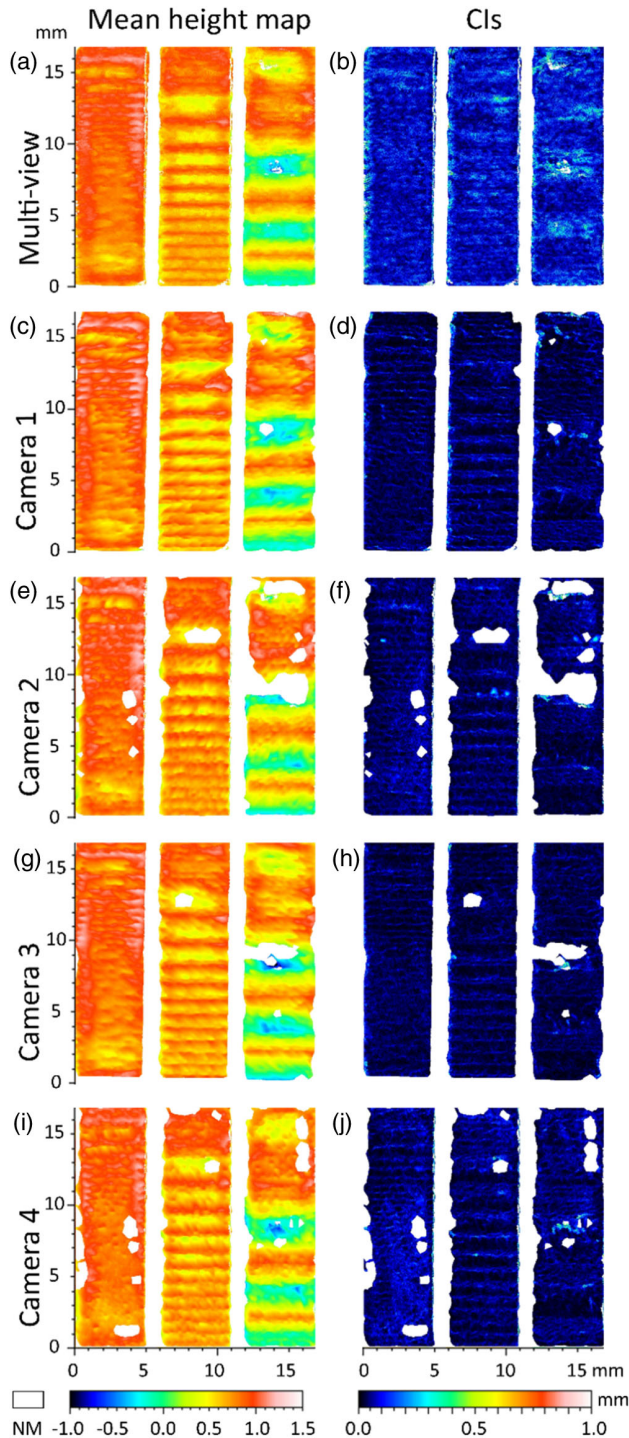 Mean height map CIs
mm
(a) (b)
15
10
5
0
Multi-view
(c) (d)
15
10
5
0
Camera 1
(e) (f)
15
10
5
0
Camera 2
(g) (h)
15
10
5
0
Camera 3
(i) (j)
15
10
5
0
Camera 4
0 5 10 15 0 5 10 15 mm
mm
NM -1.0 -0.5 0.0 0.5 1.0 1.5 0.0 0.5 1.0